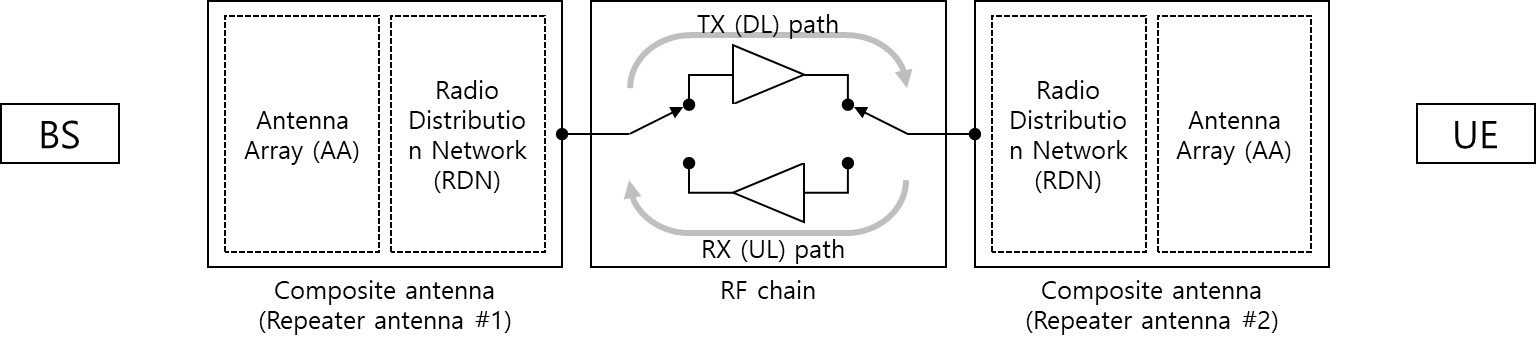 BS
Antenna
Array (AA)
Radio
Distributio
n Network
(RDN)
Composite antenna
(Repeater antenna #1)
TX (DL) path
RX (UL) path
RF chain
Radio
Distributio
n Network
(RDN)
Antenna
Array (AA)
Composite antenna
(Repeater antenna #2)
UE